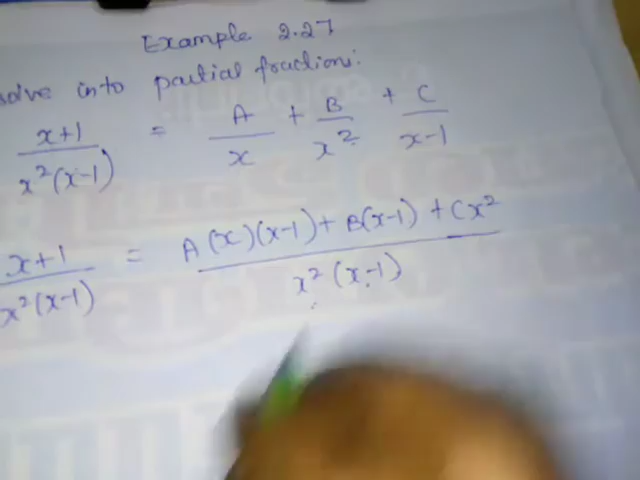 Example 2.27
solve into partial fraction:
x+1 / x²(x-1) = A/x + B/x² + C/x-1
x+1 / x²(x-1) = A(x)(x-1) + B(x-1) + Cx² / x²(x-1)